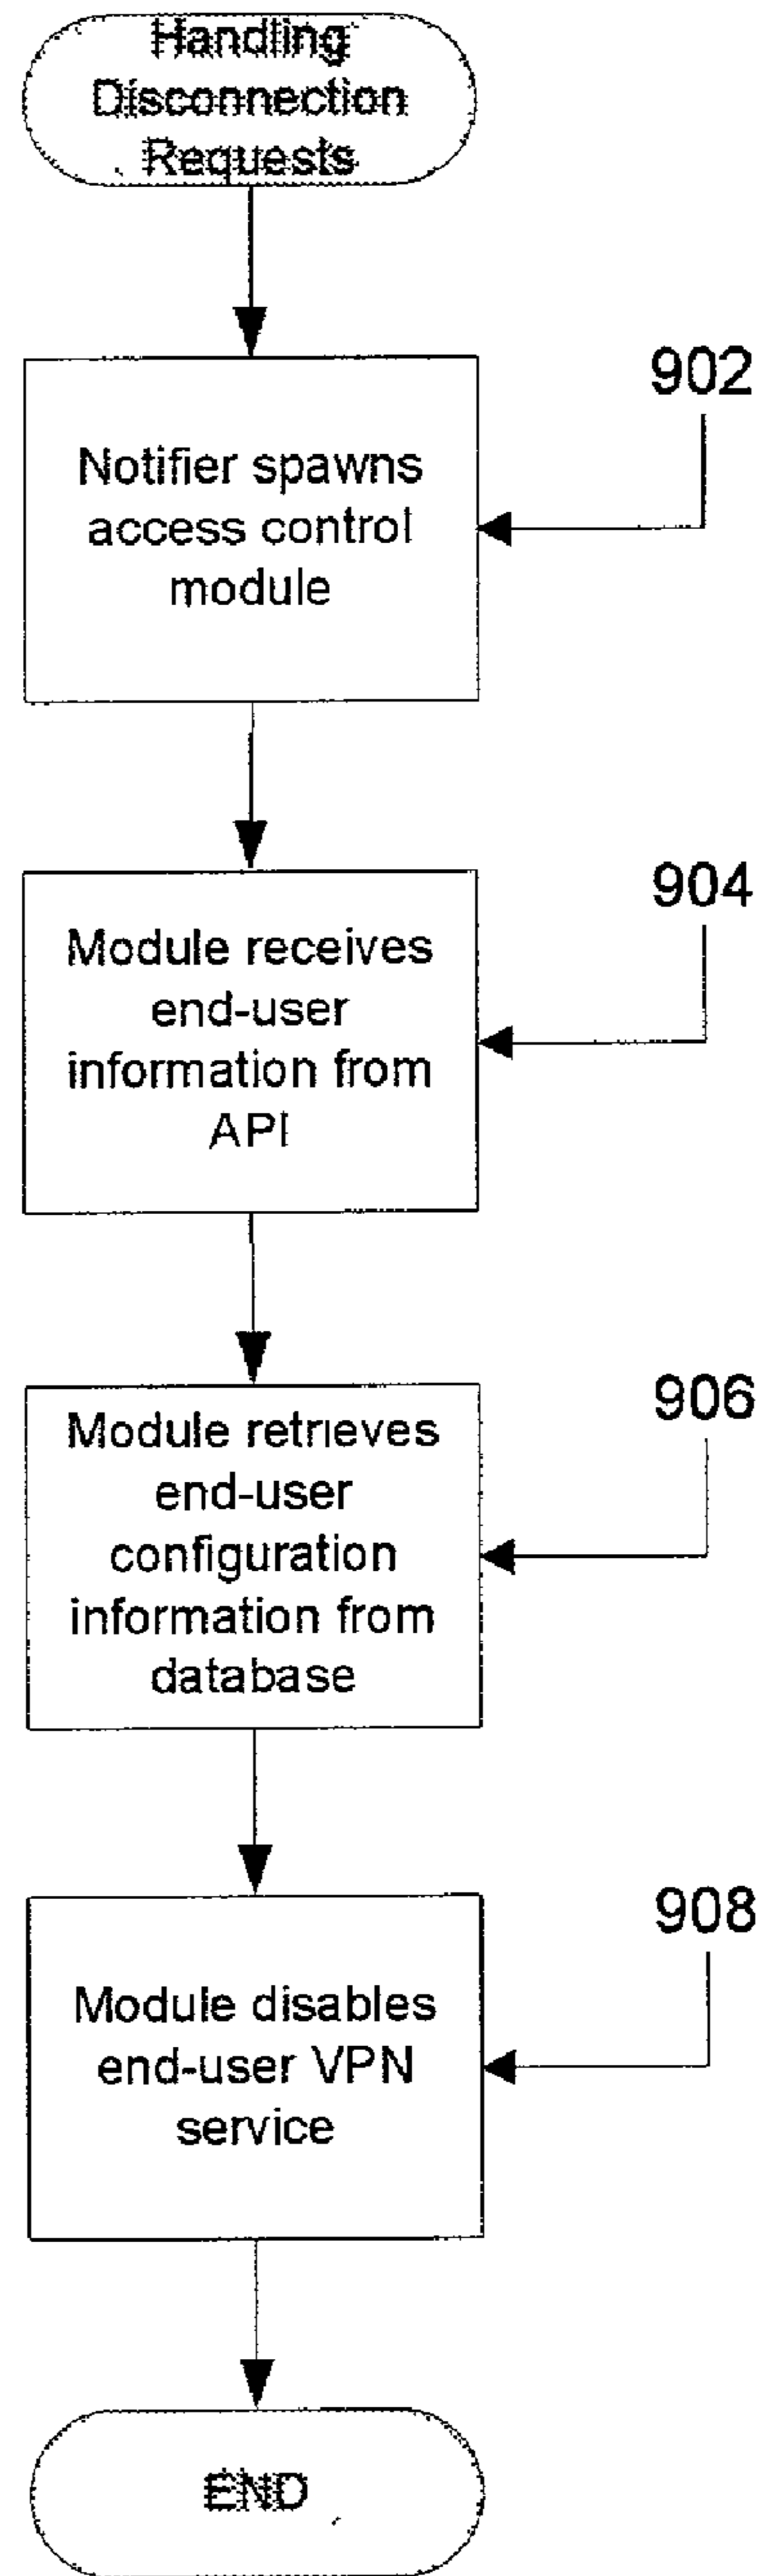 Handling
Disconnection
Requests
902
Notifier spawns
access control
module
904
Module receives
end-user
information from
API
906
Module retrieves
end-user
configuration
information from
database
908
Module disables
end-user VPN
service
END